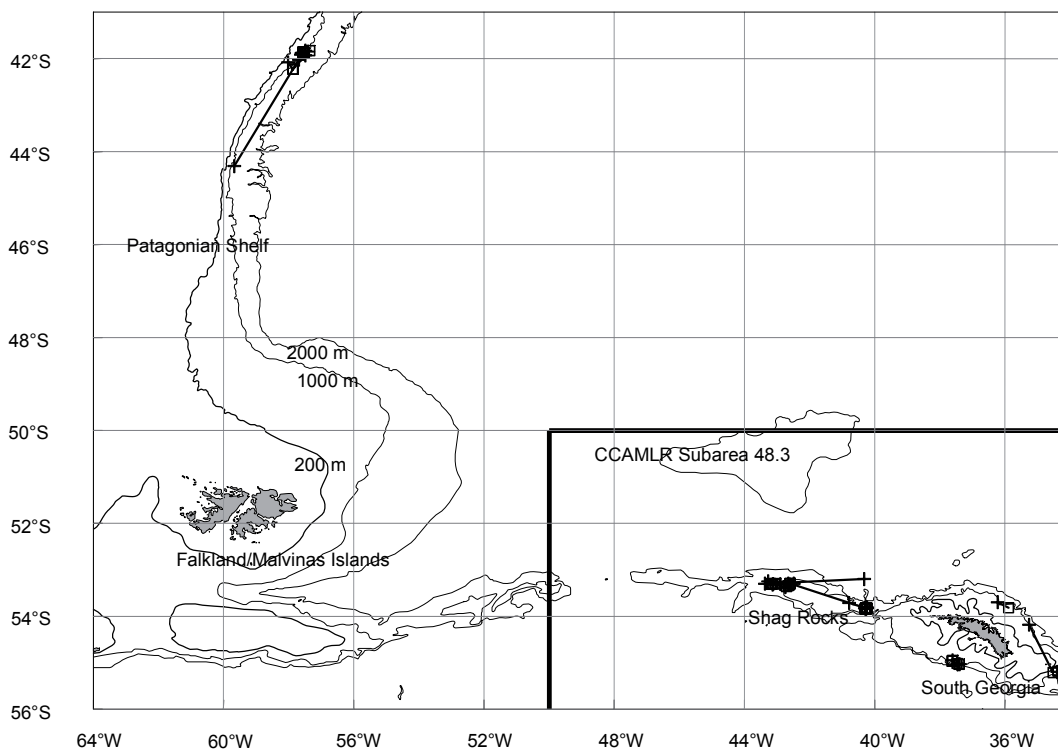 42°S
44°S
Patagonian Shelf
46°S
48°S
2000 m
1000 m
50°S
CCAMLR Subarea 48.3
200 m
52°S
Falkland/Malvinas Islands
54°S
Shag Rocks
South Georgia
56°S
64°W 60°W 56°W 52°W 48°W 44°W 40°W 36°W